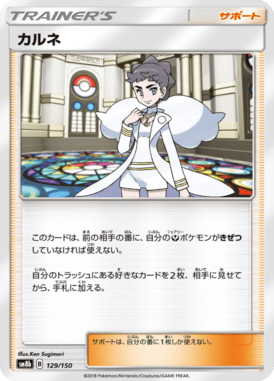 TRAINER'S
サポート
カルネ
このカードは、前の相手の番に、自分のポケモンがきぜつ
していなければ使えない。
自分のトラッシュにある好きなカードを2枚、相手に見せて
から、手札に加える。
サポートは、自分の番に1枚しか使えない。
Illus.Ken Sugimori
SM8b
129/150
©2018 Pokémon/Nintendo/Creatures/GAME FREAK.